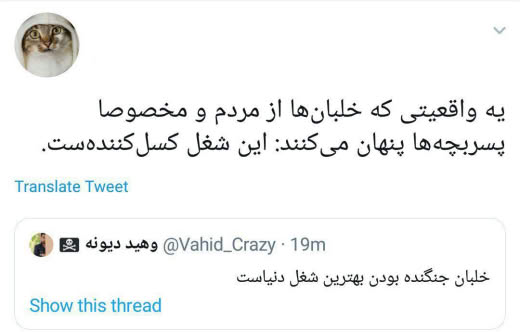 یه واقعیتی که خلبان‌ها از مردم و مخصوصا
پسربچه‌ها پنهان می‌کنند: این شغل کسل‌کننده‌ست.
Translate Tweet
وهید دیونه @Vahid_Crazy · 19m
خلبان جنگنده بودن بهترین شغل دنیاست
Show this thread